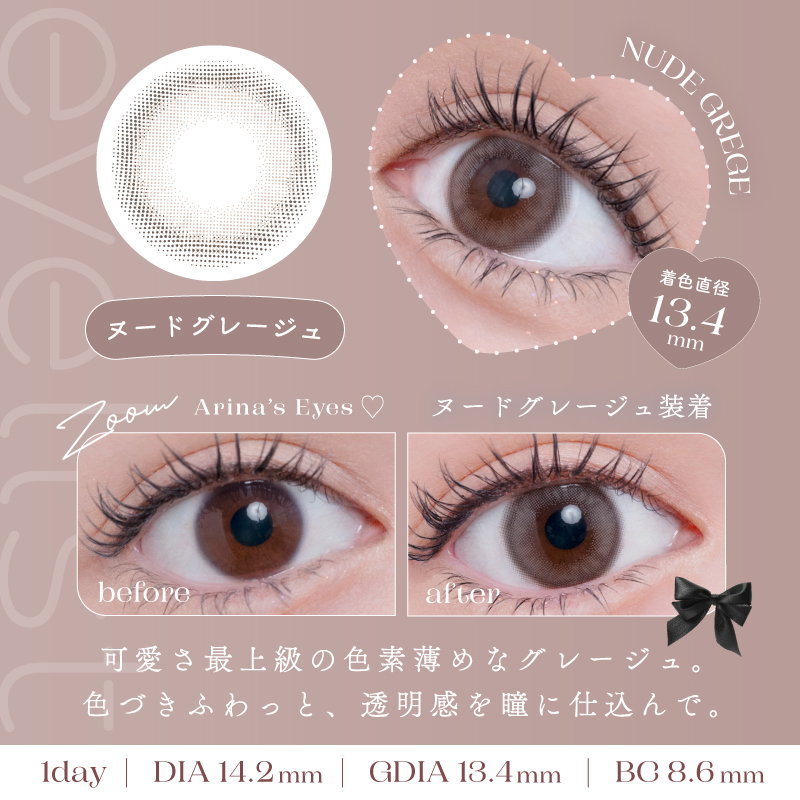 eyelist
NUDE GREGE
着色直径
13.4
mm
ヌードグレージュ
Zoom Arina's Eyes♡
ヌードグレージュ装着
before
after
可愛さ最上級の色素薄めなグレージュ。
色づきふわっと、透明感を瞳に仕込んで。
1day | DIA 14.2mm | GDIA 13.4mm | BC 8.6mm